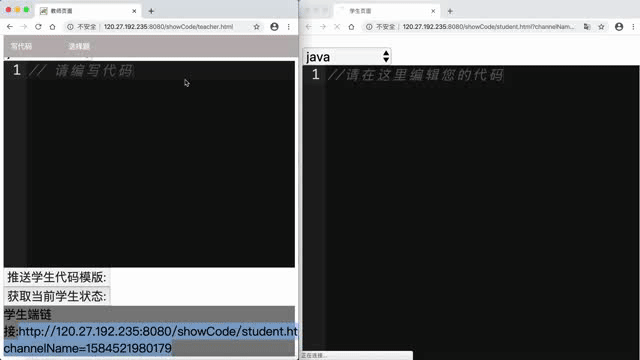 教师页面
不安全 120.27.192.235:8080/showCode/teacher.html
写代码 选择题
1 // 请编写代码
推送学生代码模版:
获取当前学生状态:
学生端链
接:http://120.27.192.235:8080/showCode/student.ht
channelName=1584521980179
学生页面
不安全 120.27.192.235:8080/showCode/student.html?channelNam...
java
1 //请在这里编辑您的代码
正在连接...